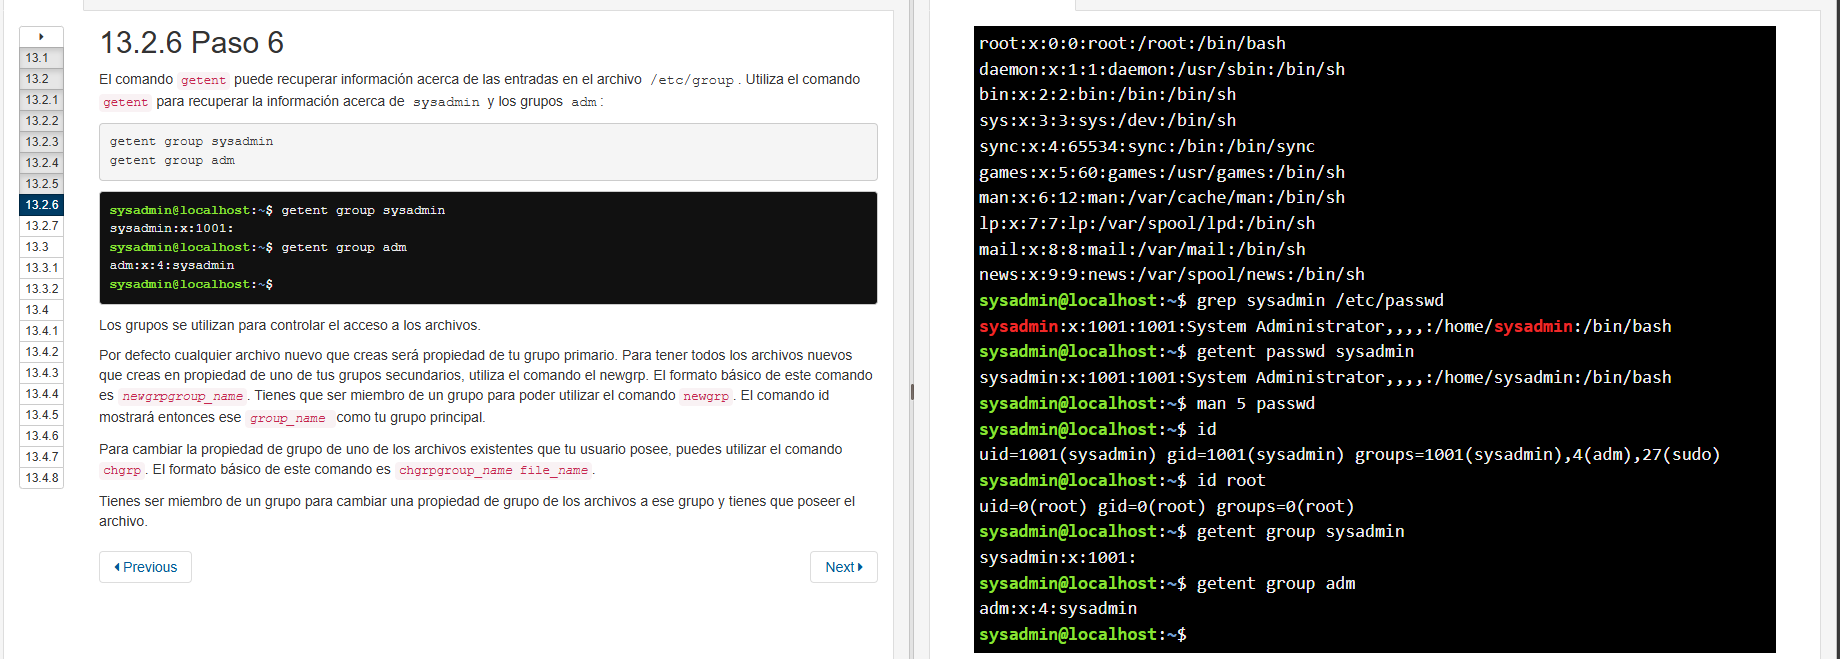 13.1
13.2
13.2.1
13.2.2
13.2.3
13.2.4
13.2.5
13.2.6
13.2.7
13.3
13.3.1
13.3.2
13.4
13.4.1
13.4.2
13.4.3
13.4.4
13.4.5
13.4.6
13.4.7
13.4.8
13.2.6 Paso 6
El comando getent puede recuperar información acerca de las entradas en el archivo /etc/group. Utiliza el comando
getent para recuperar la información acerca de sysadmin y los grupos adm:
getent group sysadmin
getent group adm
sysadmin@localhost:~$ getent group sysadmin
sysadmin:x:1001:
sysadmin@localhost:~$ getent group adm
adm:x:4:sysadmin
sysadmin@localhost:~$
Los grupos se utilizan para controlar el acceso a los archivos.
Por defecto cualquier archivo nuevo que creas será propiedad de tu grupo primario. Para tener todos los archivos nuevos
que creas en propiedad de uno de tus grupos secundarios, utiliza el comando el newgrp. El formato básico de este comando
es newgrpgroup_name. Tienes que ser miembro de un grupo para poder utilizar el comando newgrp. El comando id
mostrará entonces ese group_name como tu grupo principal.
Para cambiar la propiedad de grupo de uno de los archivos existentes que tu usuario posee, puedes utilizar el comando
chgrp. El formato básico de este comando es chgrpgroup_name file_name.
Tienes ser miembro de un grupo para cambiar una propiedad de grupo de los archivos a ese grupo y tienes que poseer el
archivo.
Previous
Next
root:x:0:0:root:/root:/bin/bash
daemon:x:1:1:daemon:/usr/sbin:/bin/sh
bin:x:2:2:bin:/bin:/bin/sh
sys:x:3:3:sys:/dev:/bin/sh
sync:x:4:65534:sync:/bin:/bin/sync
games:x:5:60:games:/usr/games:/bin/sh
man:x:6:12:man:/var/cache/man:/bin/sh
lp:x:7:7:lp:/var/spool/lpd:/bin/sh
mail:x:8:8:mail:/var/mail:/bin/sh
news:x:9:9:news:/var/spool/news:/bin/sh
sysadmin@localhost:~$ grep sysadmin /etc/passwd
sysadmin:x:1001:1001:System Administrator,,,,:/home/sysadmin:/bin/bash
sysadmin@localhost:~$ getent passwd sysadmin
sysadmin:x:1001:1001:System Administrator,,,,:/home/sysadmin:/bin/bash
sysadmin@localhost:~$ man 5 passwd
sysadmin@localhost:~$ id
uid=1001(sysadmin) gid=1001(sysadmin) groups=1001(sysadmin),4(adm),27(sudo)
sysadmin@localhost:~$ id root
uid=0(root) gid=0(root) groups=0(root)
sysadmin@localhost:~$ getent group sysadmin
sysadmin:x:1001:
sysadmin@localhost:~$ getent group adm
adm:x:4:sysadmin
sysadmin@localhost:~$